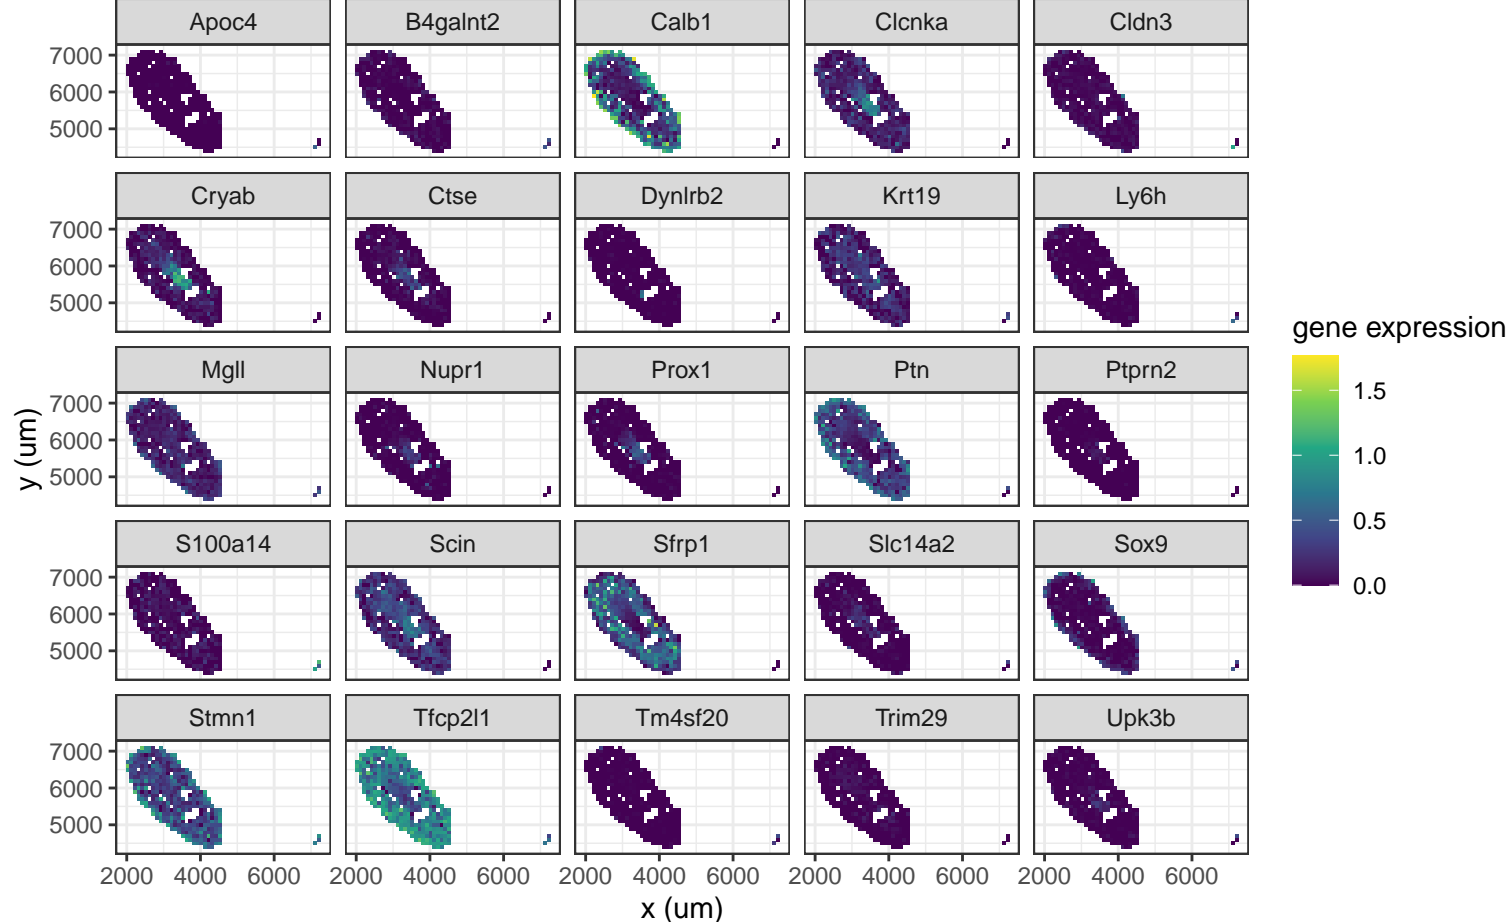 Apoc4 B4galnt2 Calb1 Clcnka Cldn3
7000
6000
5000
Cryab Ctse Dynlrb2 Krt19 Ly6h
7000
6000
5000
gene expression
1.5
1.0
0.5
0.0
Mgll Nupr1 Prox1 Ptn Ptprn2
7000
6000
5000
y (um)
S100a14 Scin Sfrp1 Slc14a2 Sox9
7000
6000
5000
Stmn1 Tfcp2l1 Tm4sf20 Trim29 Upk3b
7000
6000
5000
2000 4000 6000 2000 4000 6000 2000 4000 6000 2000 4000 6000 2000 4000 6000
x (um)